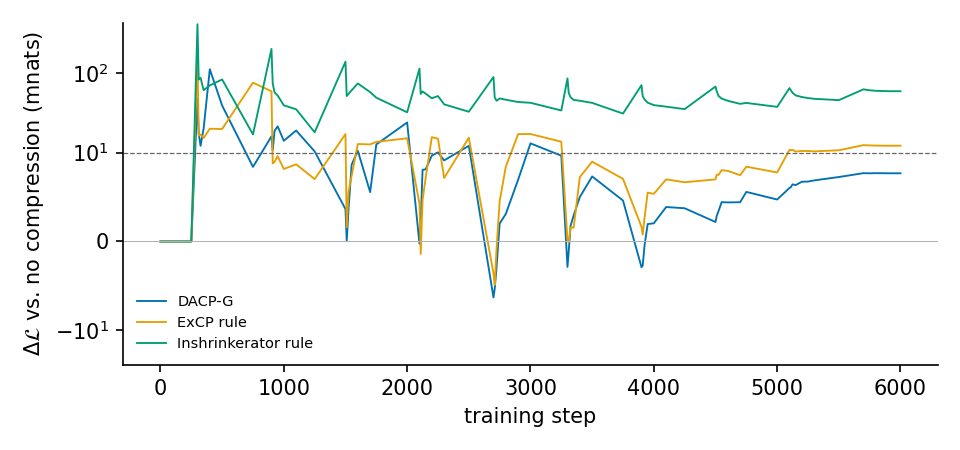 Δℒ vs. no compression (mnats)
10²
10¹
0
−10¹
DACP-G
ExCP rule
Inshrinkerator rule
0 1000 2000 3000 4000 5000 6000
training step